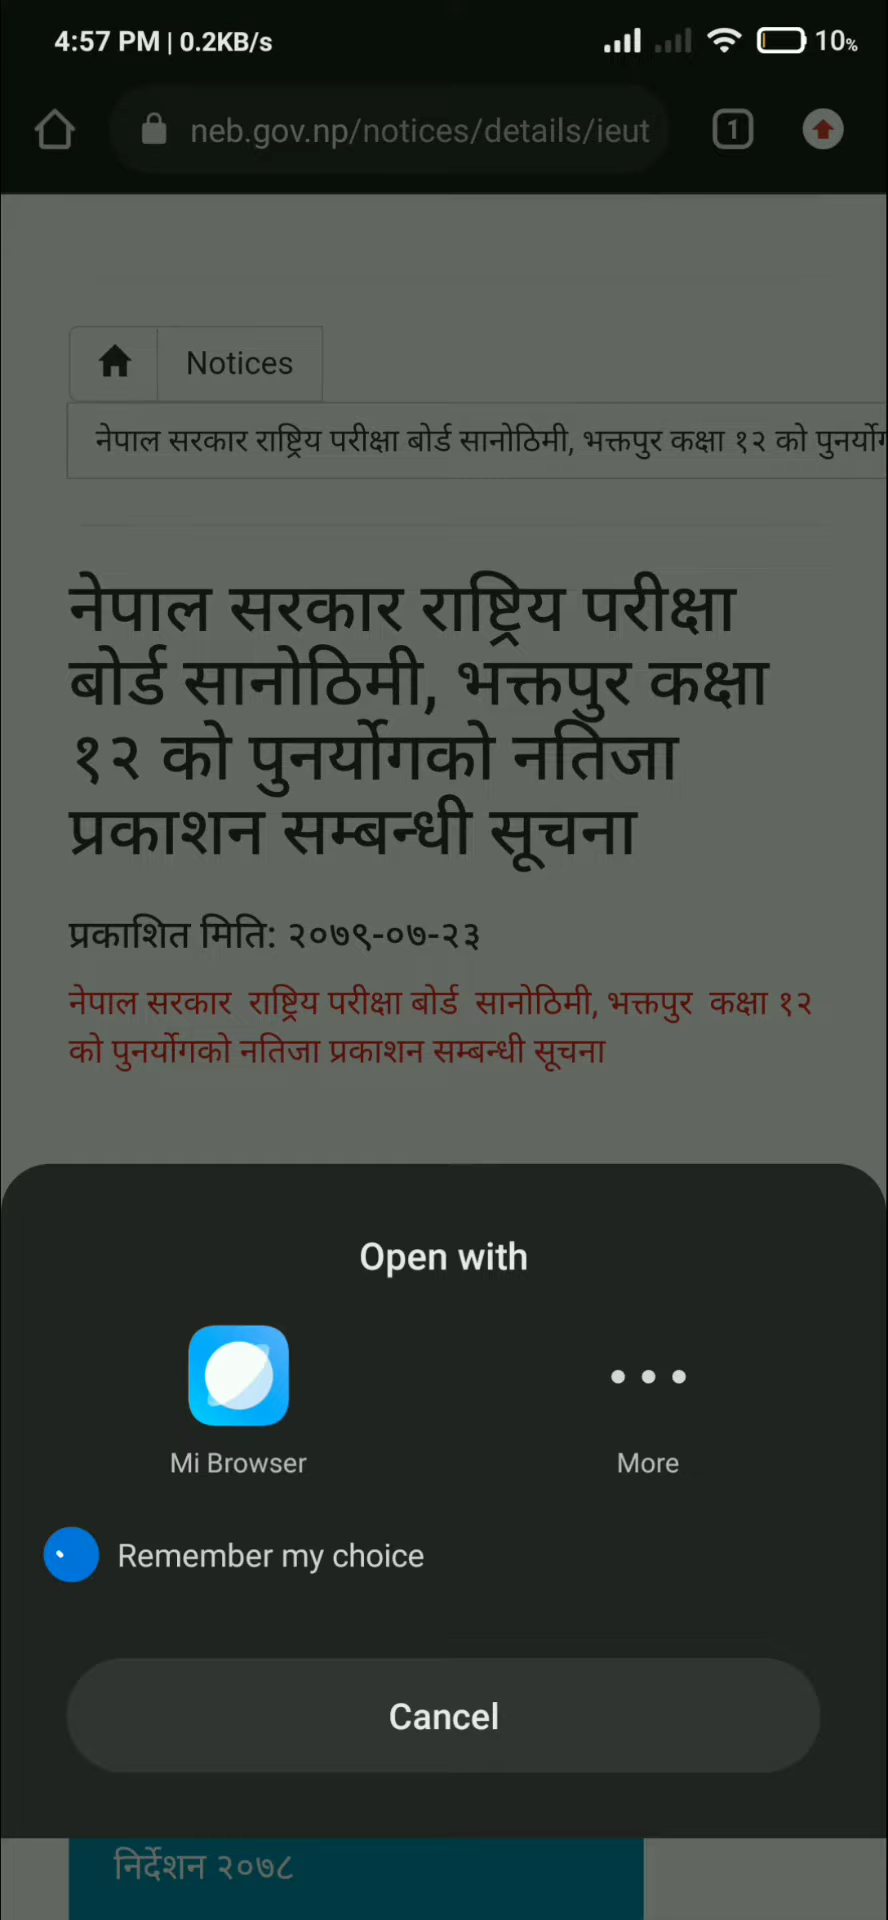 4:57 PM | 0.2KB/s
10%
neb.gov.np/notices/details/ieut
1
Notices
नेपाल सरकार राष्ट्रिय परीक्षा बोर्ड सानोठिमी, भक्तपुर कक्षा १२ को पुनर्योग
नेपाल सरकार राष्ट्रिय परीक्षा
बोर्ड सानोठिमी, भक्तपुर कक्षा
१२ को पुनर्योगको नतिजा
प्रकाशन सम्बन्धी सूचना
प्रकाशित मिति: २०७९-०७-२३
नेपाल सरकार राष्ट्रिय परीक्षा बोर्ड सानोठिमी, भक्तपुर कक्षा १२
को पुनर्योगको नतिजा प्रकाशन सम्बन्धी सूचना
Open with
Mi Browser
More
Remember my choice
Cancel
निर्देशन २०७८